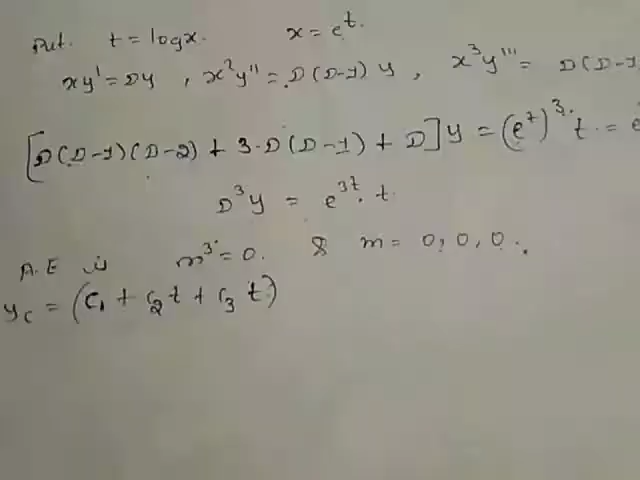 Put. t = log x. x = e^t.
xy' = Dy , x²y'' = D(D-1)y , x³y''' = D(D-1
[D(D-1)(D-2) + 3·D(D-1) + D]y = (e^t)^3· t. = e
D³y = e^{3t}. t.
A.E is m³ = 0. & m = 0, 0, 0.
y_c = (c₁ + c₂t + c₃ t)